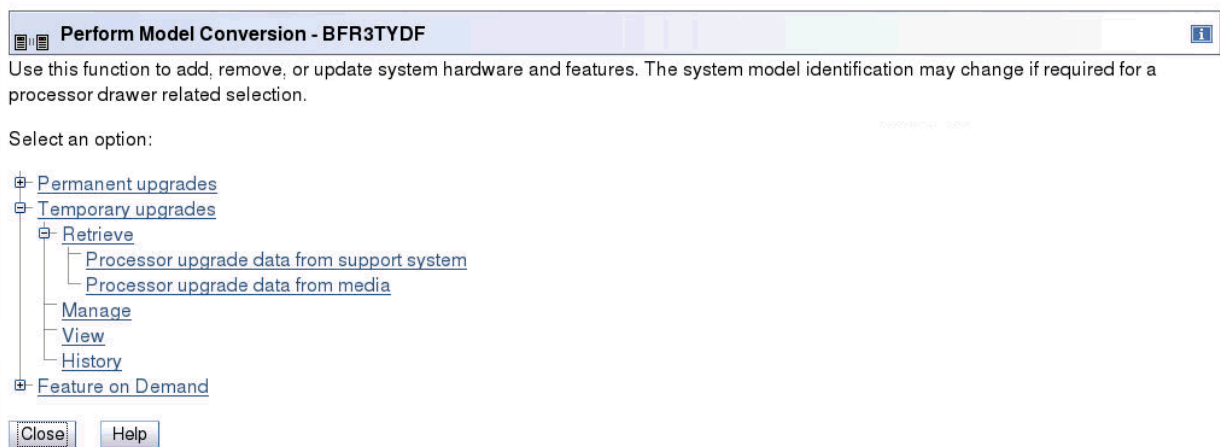 Perform Model Conversion - BFR3TYDF
Use this function to add, remove, or update system hardware and features. The system model identification may change if required for a
processor drawer related selection.
Select an option:
Permanent upgrades
Temporary upgrades
Retrieve
Processor upgrade data from support system
Processor upgrade data from media
Manage
View
History
Feature on Demand
Close Help